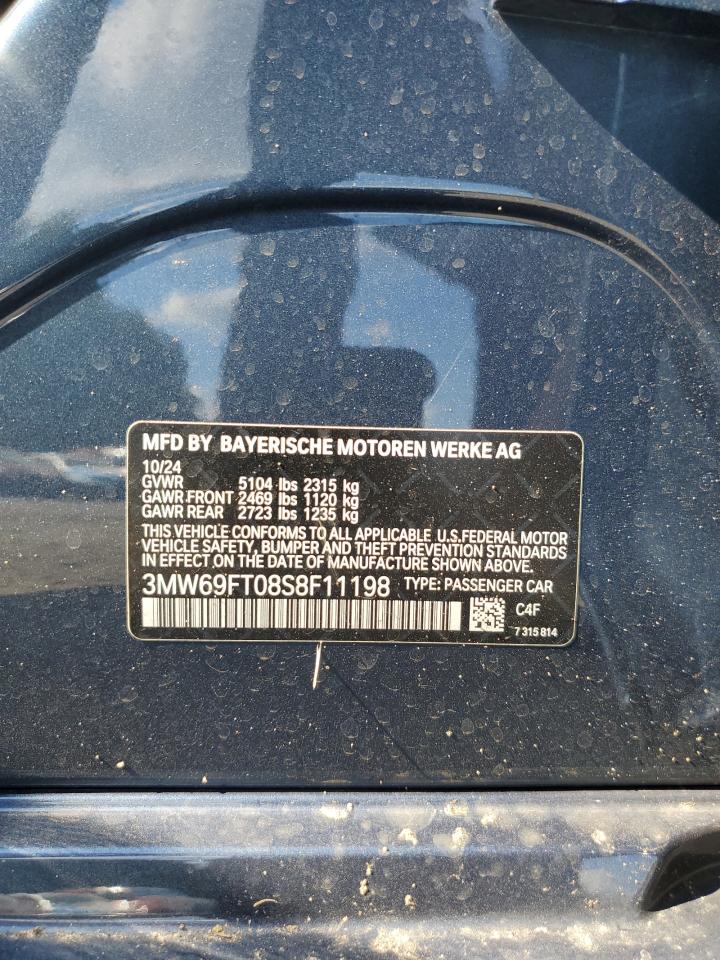 MFD BY BAYERISCHE MOTOREN WERKE AG
10/24
GVWR 5104 lbs 2315 kg
GAWR FRONT 2469 lbs 1120 kg
GAWR REAR 2723 lbs 1235 kg
THIS VEHICLE CONFORMS TO ALL APPLICABLE U.S.FEDERAL MOTOR
VEHICLE SAFETY, BUMPER AND THEFT PREVENTION STANDARDS
IN EFFECT ON THE DATE OF MANUFACTURE SHOWN ABOVE.
3MW69FT08S8F11198 TYPE: PASSENGER CAR
C4F
7 315 814